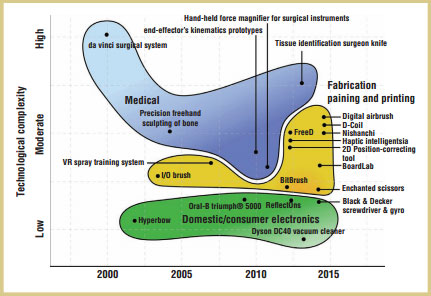 Hand-held force magnifier for surgical instruments
end-effector's kinematics prototypes
Tissue identification surgeon knife
da vinci surgical system
High
Medical
Precision freehand
sculpting of bone
Fabrication
paining and printing
Technological complexity
Moderate
Digital airbrush
D-Coil
Nishanchi
FreeD
Haptic intelligentsia
2D Position-correcting
tool
BoardLab
VR spray training system
I/O brush
BitBrush
Enchanted scissors
Oral-B triumph® 5000
ReflectOns
Black & Decker
screwdriver & gyro
Low
Hyperbow
Domestic/consumer electronics
Dyson DC40 vacuum cleaner
2000
2005
2010
2015